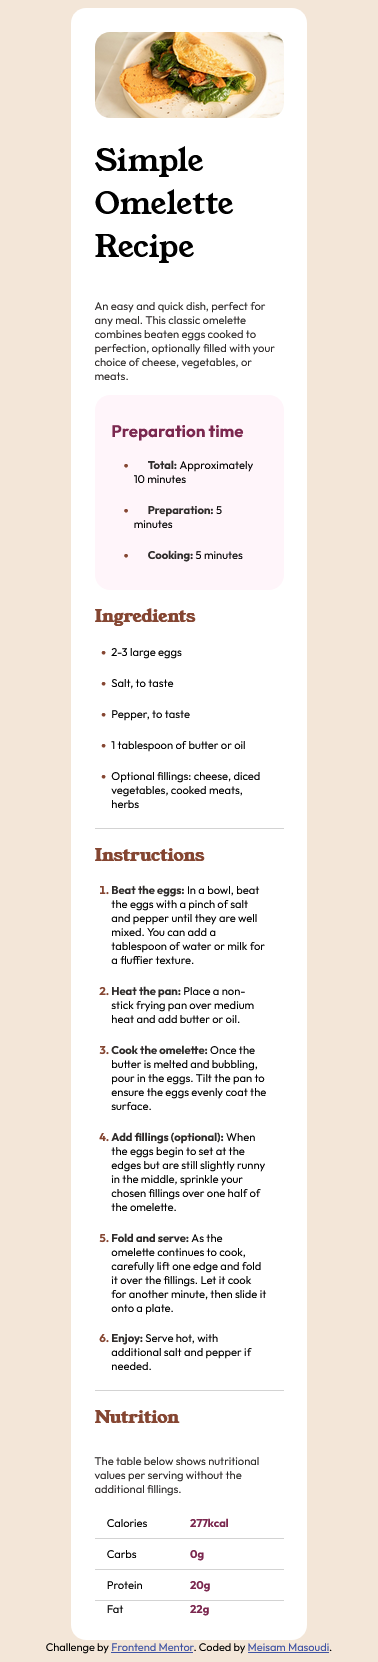 Simple
Omelette
Recipe
An easy and quick dish, perfect for
any meal. This classic omelette
combines beaten eggs cooked to
perfection, optionally filled with your
choice of cheese, vegetables, or
meats.
Preparation time
• Total: Approximately
10 minutes
• Preparation: 5
minutes
• Cooking: 5 minutes
Ingredients
• 2-3 large eggs
• Salt, to taste
• Pepper, to taste
• 1 tablespoon of butter or oil
• Optional fillings: cheese, diced
vegetables, cooked meats,
herbs
Instructions
1. Beat the eggs: In a bowl, beat
the eggs with a pinch of salt
and pepper until they are well
mixed. You can add a
tablespoon of water or milk for
a fluffier texture.
2. Heat the pan: Place a non-
stick frying pan over medium
heat and add butter or oil.
3. Cook the omelette: Once the
butter is melted and bubbling,
pour in the eggs. Tilt the pan to
ensure the eggs evenly coat the
surface.
4. Add fillings (optional): When
the eggs begin to set at the
edges but are still slightly runny
in the middle, sprinkle your
chosen fillings over one half of
the omelette.
5. Fold and serve: As the
omelette continues to cook,
carefully lift one edge and fold
it over the fillings. Let it cook
for another minute, then slide it
onto a plate.
6. Enjoy: Serve hot, with
additional salt and pepper if
needed.
Nutrition
The table below shows nutritional
values per serving without the
additional fillings.
Calories 277kcal
Carbs 0g
Protein 20g
Fat 22g
Challenge by Frontend Mentor. Coded by Meisam Masoudi.